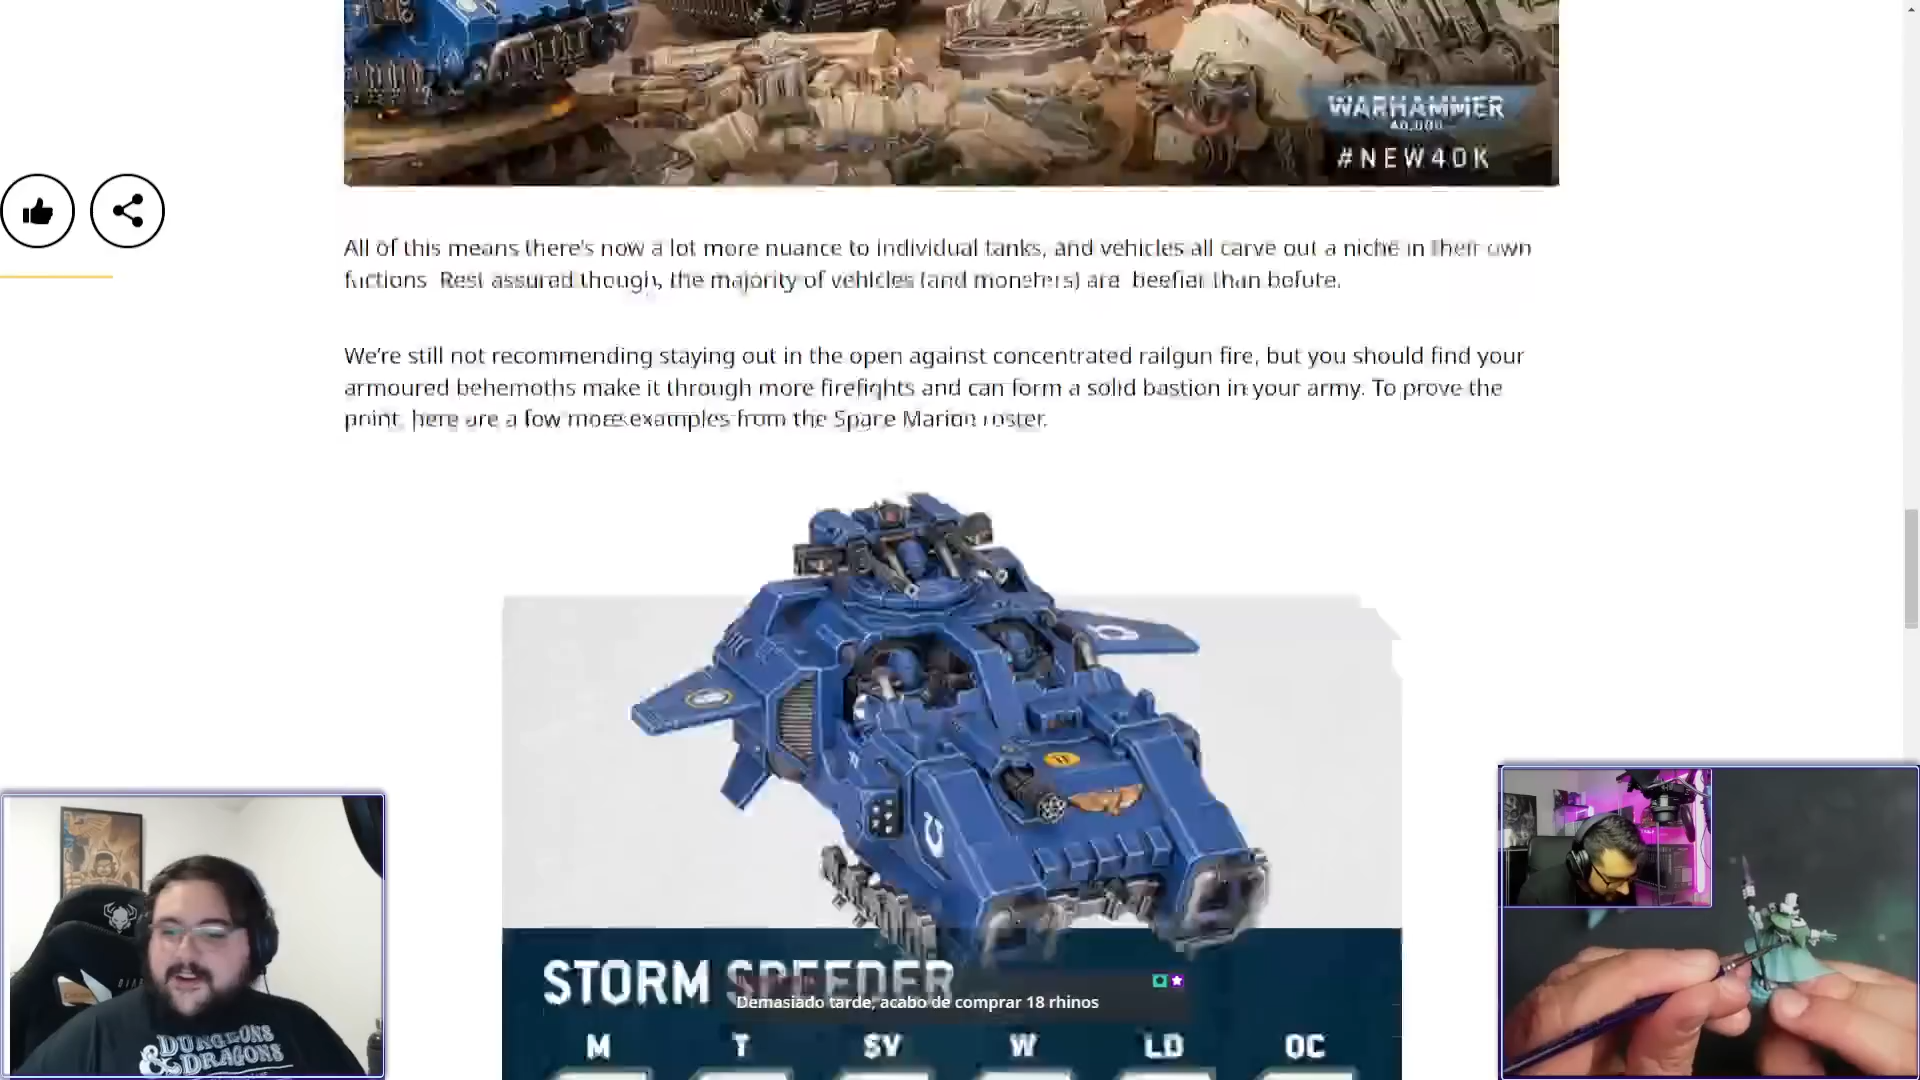 WARHAMMER
40,000
#NEW40K
All of this means there's now a lot more nuance to individual tanks, and vehicles all carve out a niche in their own
factions. Rest assured though, the majority of vehicles (and monsters) are beefier than before.
We're still not recommending staying out in the open against concentrated railgun fire, but you should find your
armoured behemoths make it through more firefights and can form a solid bastion in your army. To prove the
point, here are a few more examples from the Space Marine roster.
STORM SPEEDER
Demasiado tarde, acabo de comprar 18 rhinos
M T SV W LD OC
DUNGEONS
& DRAGONS